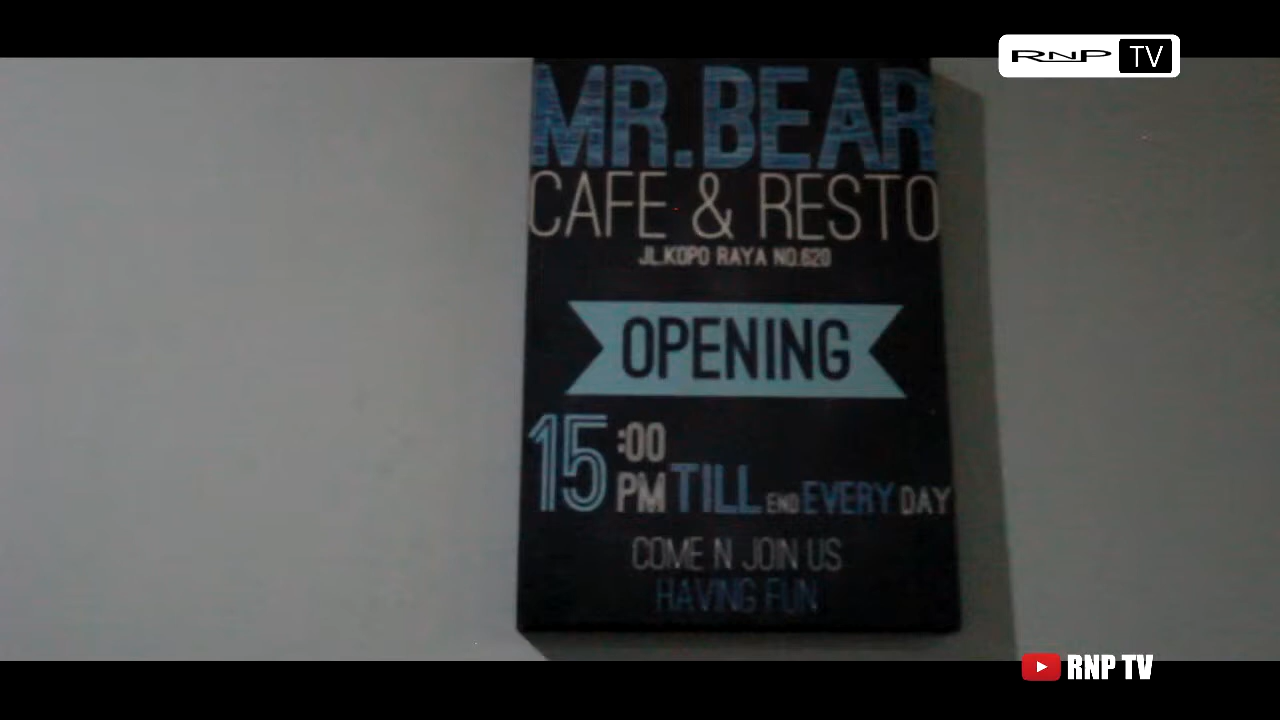 RNP TV
MR.BEAR
CAFE & RESTO
JL.KOPO RAYA NO.620
OPENING
15:00
PM TILL END EVERY DAY
COME N JOIN US
HAVING FUN
RNP TV